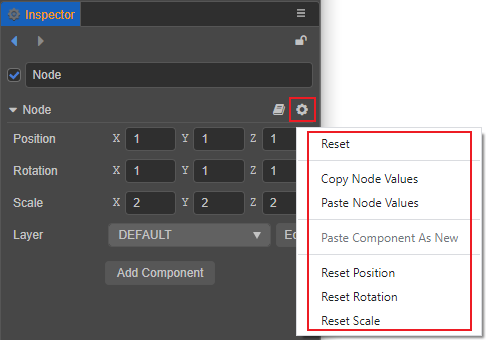 Inspector
Node
Node
Position X 1 Y 1 Z 1
Rotation X 1 Y 1 Z 1
Scale X 2 Y 2 Z 2
Layer DEFAULT
Add Component
Reset
Copy Node Values
Paste Node Values
Paste Component As New
Reset Position
Reset Rotation
Reset Scale